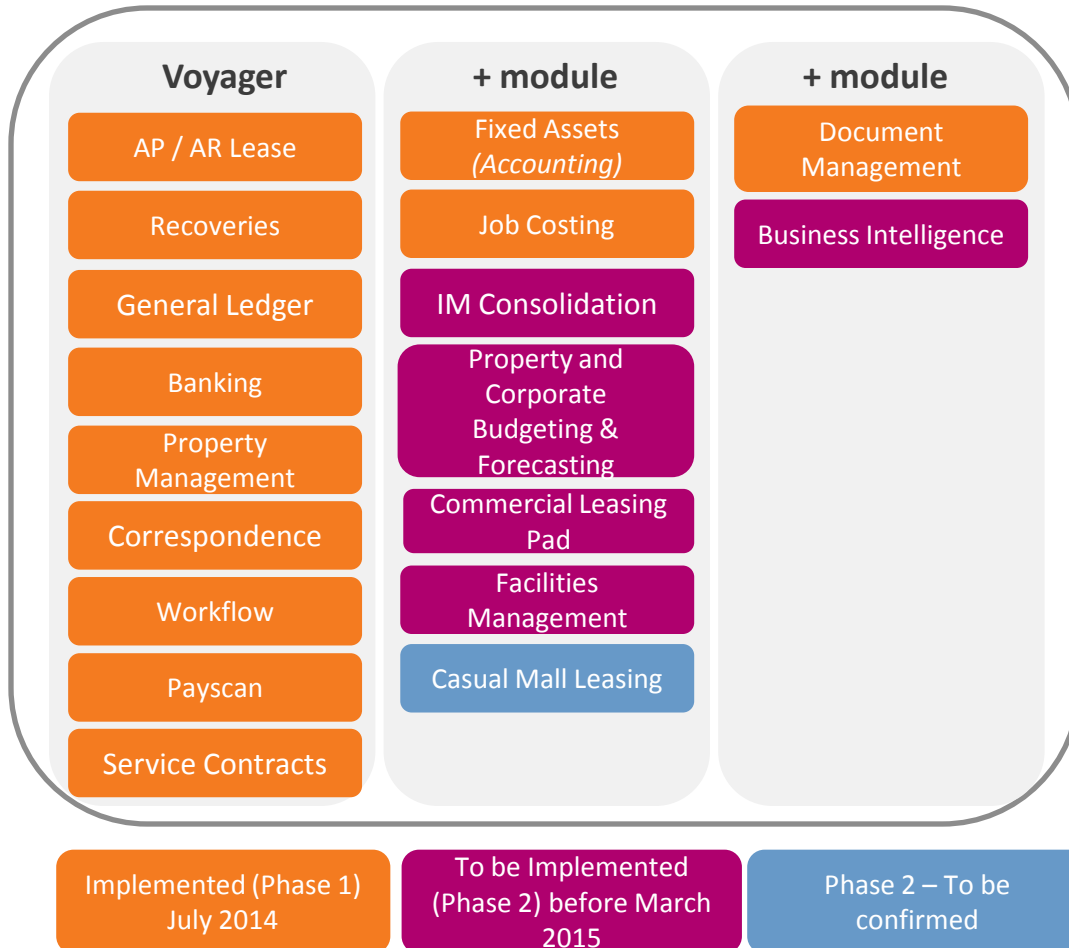 Voyager
AP / AR Lease
Recoveries
General Ledger
Banking
Property
Management
Correspondence
Workflow
Payscan
Service Contracts
+ module
Fixed Assets
(Accounting)
Job Costing
IM Consolidation
Property and
Corporate
Budgeting &
Forecasting
Commercial Leasing
Pad
Facilities
Management
Casual Mall Leasing
+ module
Document
Management
Business Intelligence
Implemented (Phase 1)
July 2014
To be Implemented
(Phase 2) before March
2015
Phase 2 – To be
confirmed